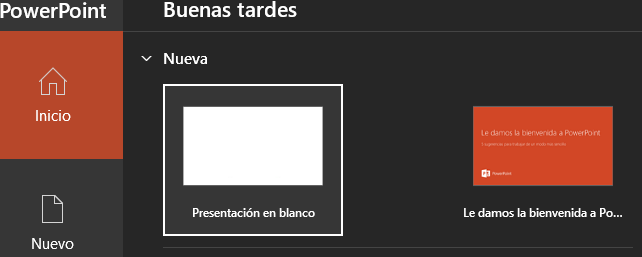 PowerPoint
Buenas tardes
Nueva
Inicio
Nuevo
Presentación en blanco
Le damos la bienvenida a PowerPoint
PowerPoint
Le damos la bienvenida a Po...